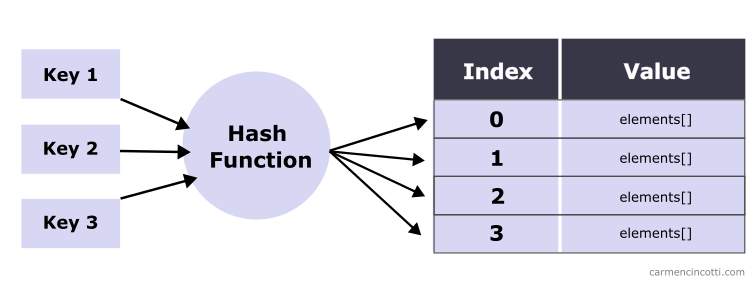 Key 1
Key 2
Key 3
Hash
Function
Index Value
0 elements[]
1 elements[]
2 elements[]
3 elements[]
carmencincotti.com